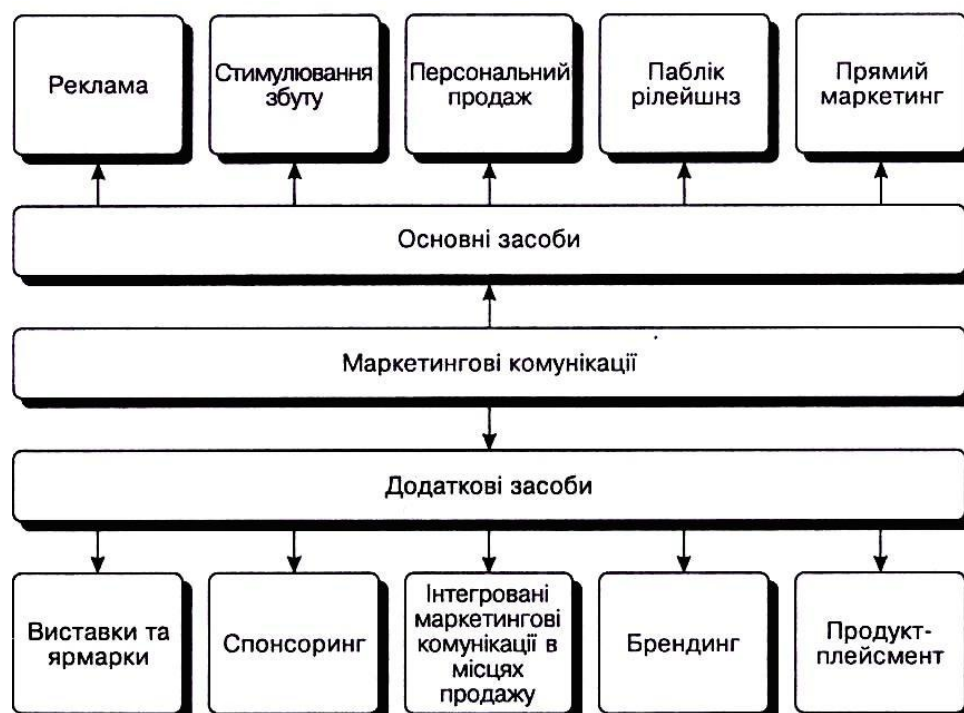 Реклама
Стимулювання
збуту
Персональний
продаж
Паблік
рілейшнз
Прямий
маркетинг
Основні засоби
Маркетингові комунікації
Додаткові засоби
Виставки та
ярмарки
Спонсоринг
Інтегровані
маркетингові
комунікації в
місцях
продажу
Брендинг
Продукт-
плейсмент